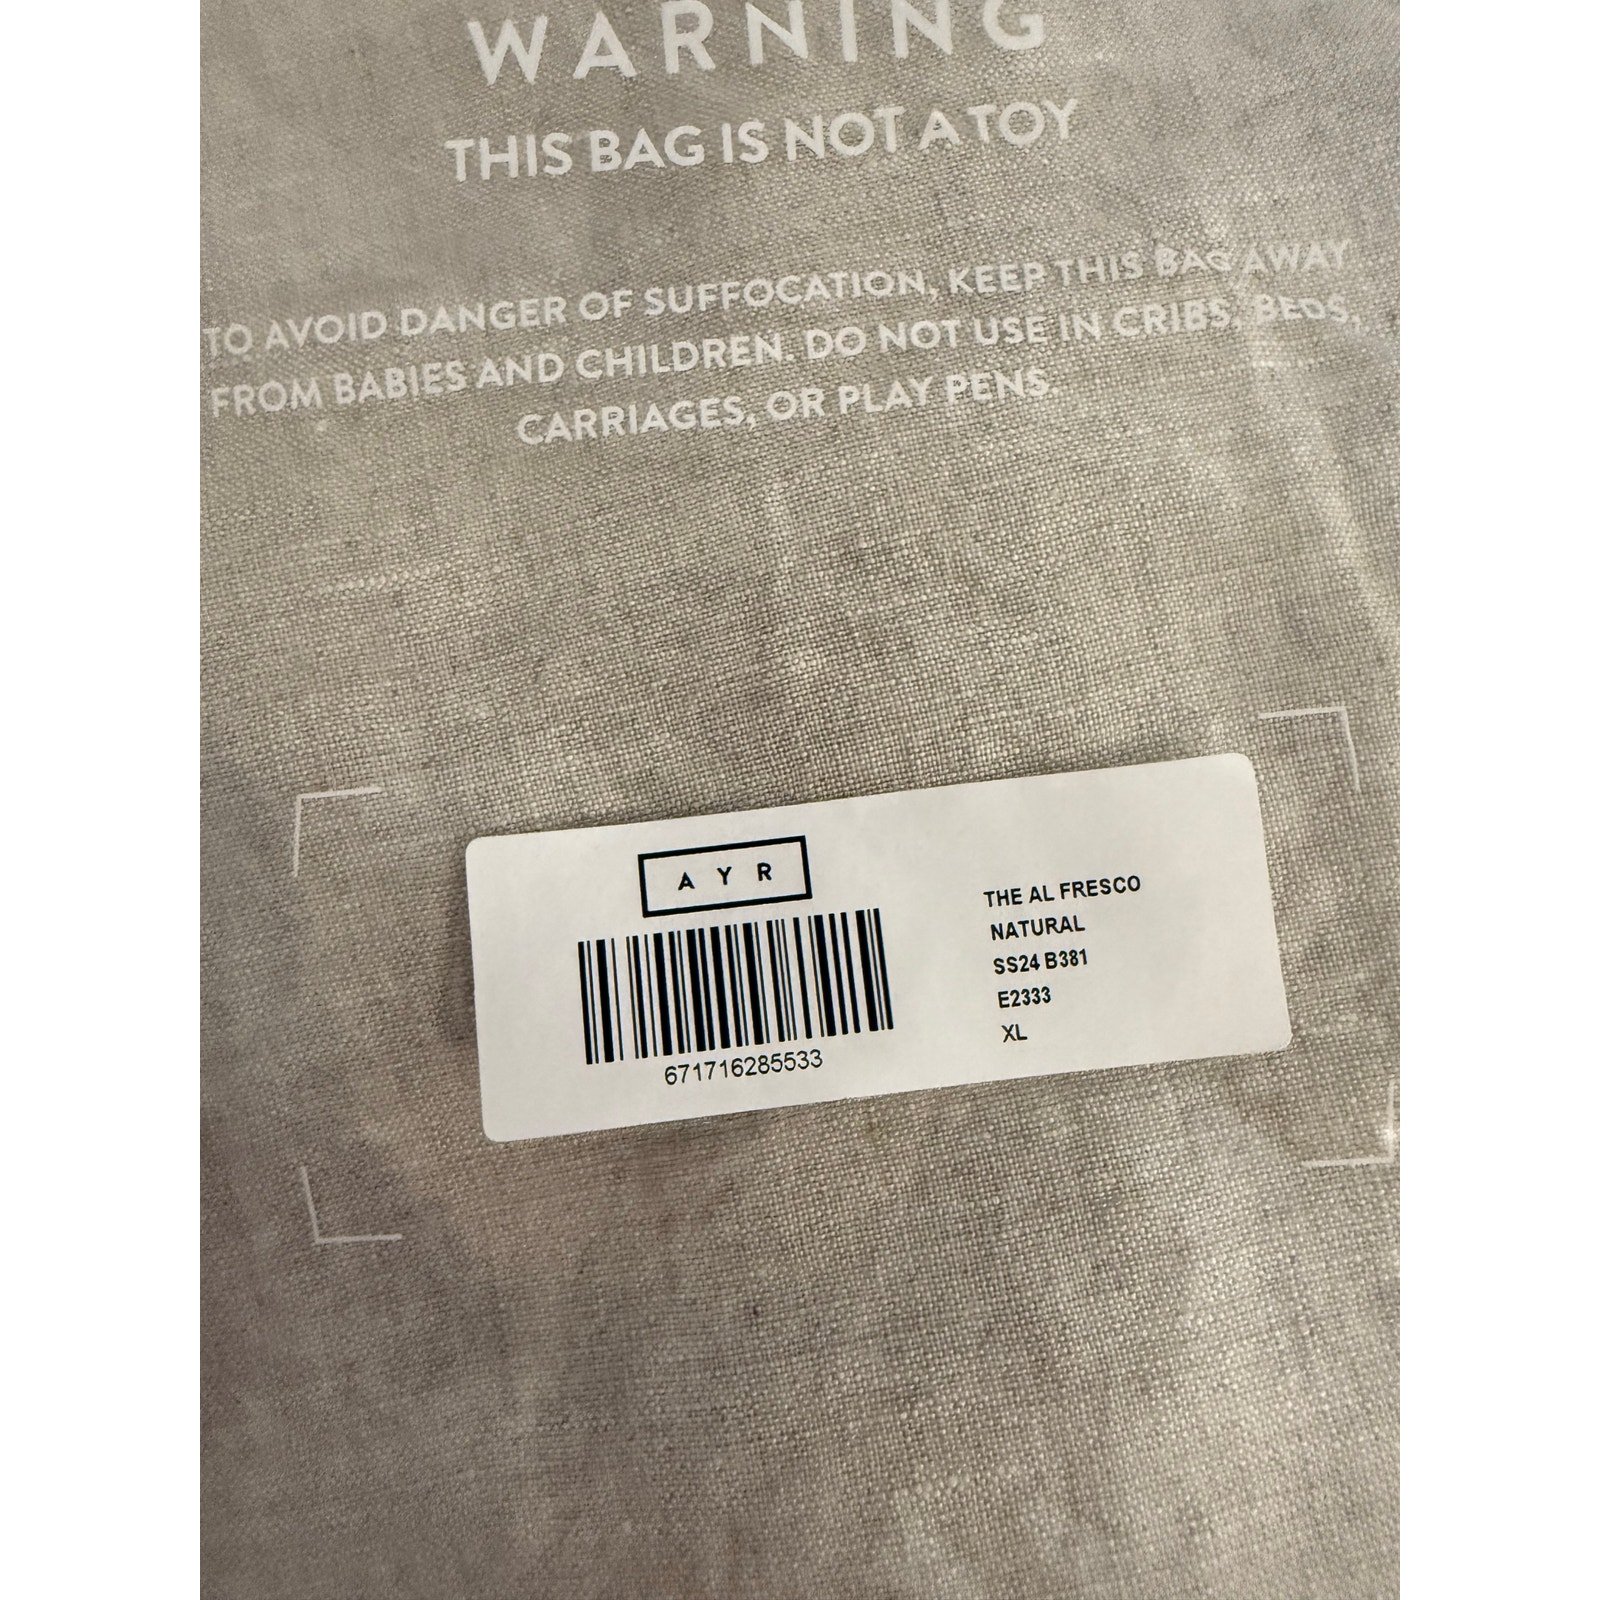 WARNING
THIS BAG IS NOT A TOY
TO AVOID DANGER OF SUFFOCATION, KEEP THIS BAG AWAY
FROM BABIES AND CHILDREN. DO NOT USE IN CRIBS, BEDS,
CARRIAGES, OR PLAY PENS.
AYR
671716285533
THE AL FRESCO
NATURAL
SS24 B381
E2333
XL